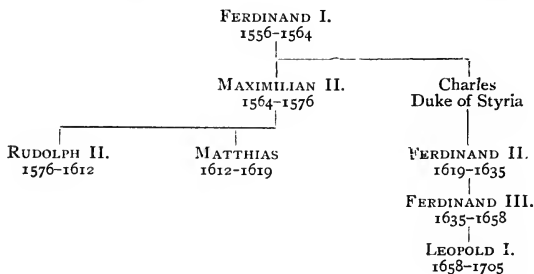 FERDINAND I.
1556–1564
MAXIMILIAN II.
1564–1576
Charles
Duke of Styria
RUDOLPH II.
1576–1612
MATTHIAS
1612–1619
FERDINAND II.
1619–1635
FERDINAND III.
1635–1658
LEOPOLD I.
1658–1705